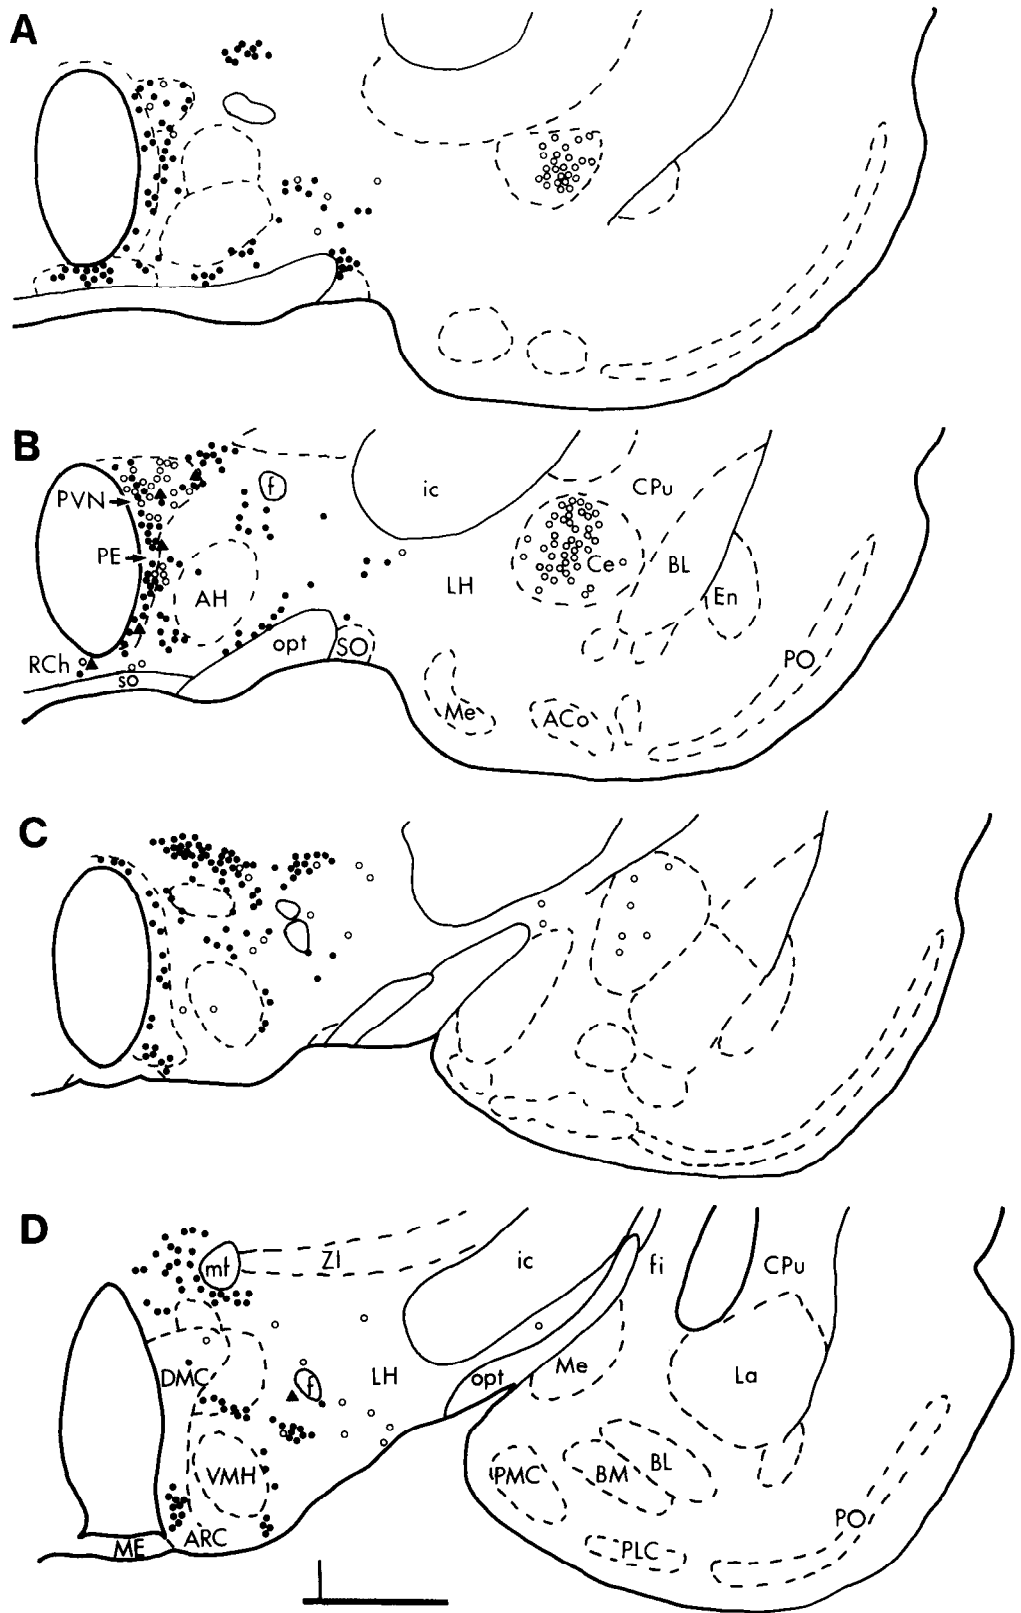 A
B
ic
CPu
f
PVN
PE
Ce
BL
LH
En
AH
opt
SO
RCh
so
PO
Me
ACo
C
D
mt
ZI
ic
fi
CPu
DMC
f
LH
opt
Me
La
VMH
PMC
BM
BL
PO
ME
ARC
PLC